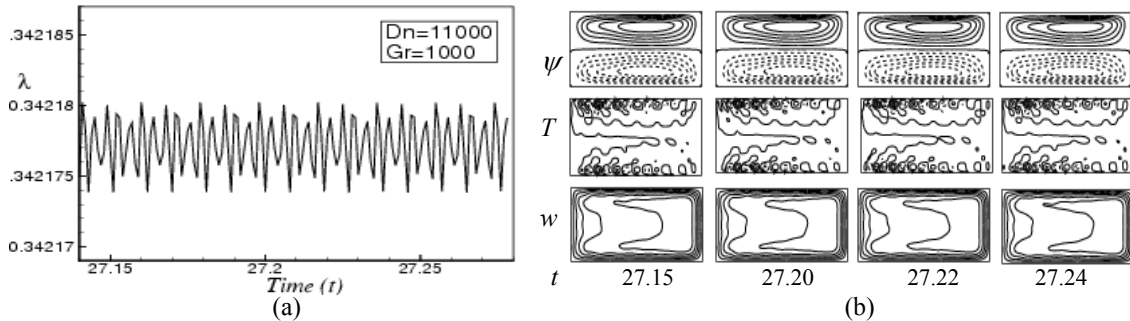 .342185
Dn=11000
Gr=1000
λ
0.34218
.342175
0.34217
27.15 27.2 27.25
Time (t)
(a)
ψ
T
w
t 27.15 27.20 27.22 27.24
(b)